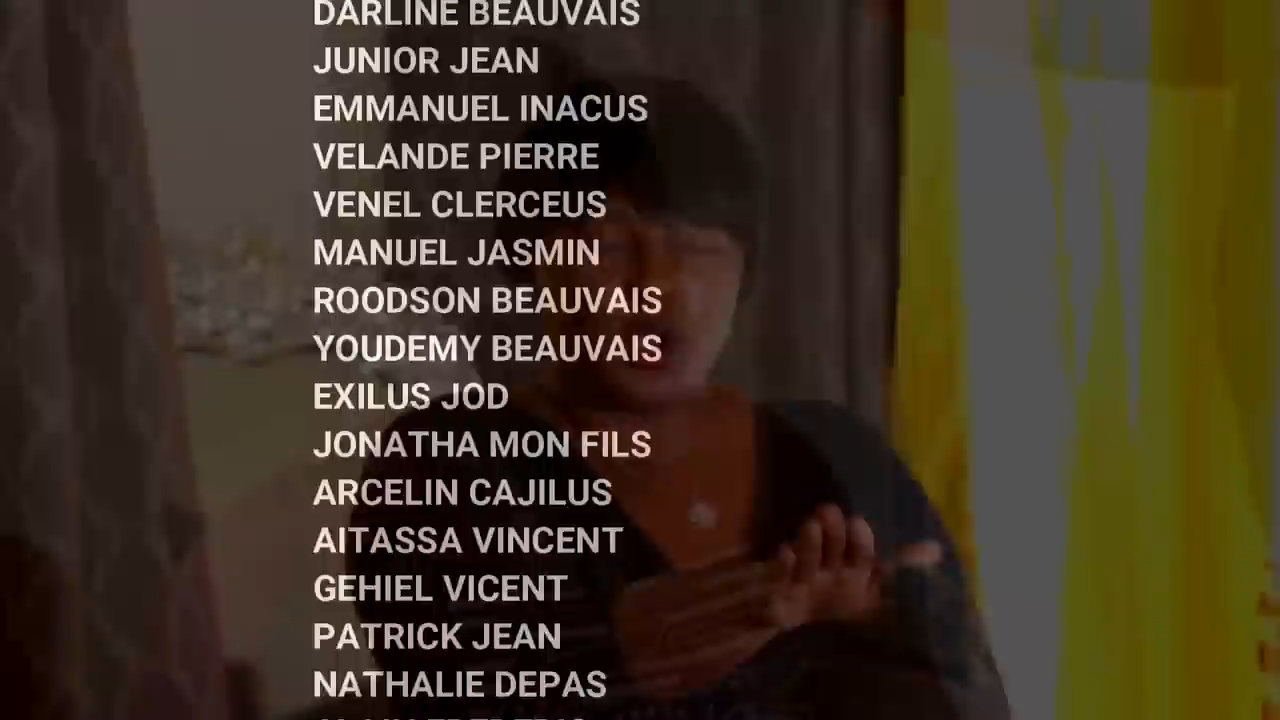 DARLINE BEAUVAIS
JUNIOR JEAN
EMMANUEL INACUS
VELANDE PIERRE
VENEL CLERCEUS
MANUEL JASMIN
ROODSON BEAUVAIS
YOUDEMY BEAUVAIS
EXILUS JOD
JONATHA MON FILS
ARCELIN CAJILUS
AITASSA VINCENT
GEHIEL VICENT
PATRICK JEAN
NATHALIE DEPAS